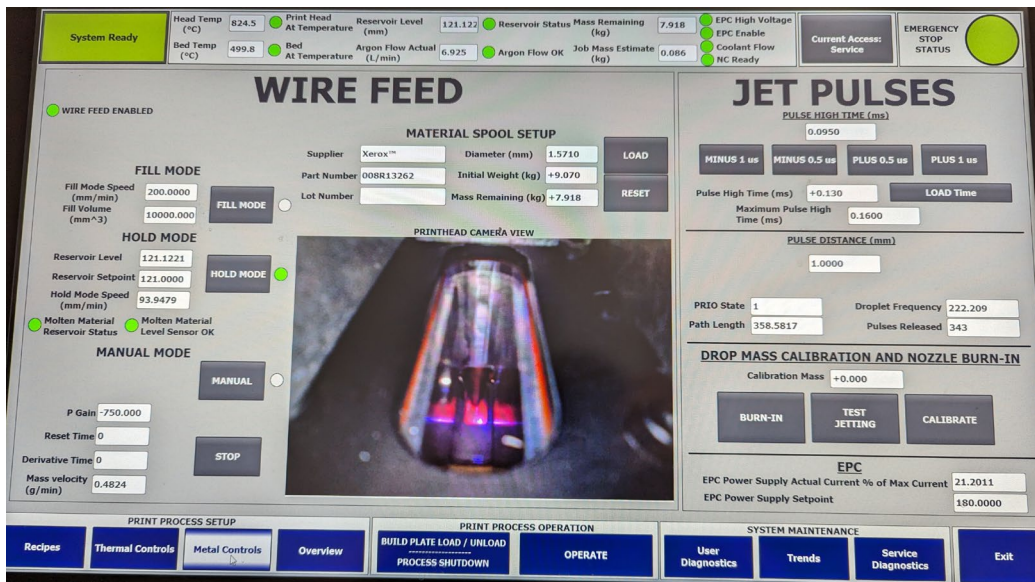 System Ready
Head Temp (°C) 824.5
Print Head At Temperature
Reservoir Level (mm) 121.122
Reservoir Status
Mass Remaining (kg) 7.918
EPC High Voltage
EPC Enable
Bed Temp (°C) 499.8
Bed At Temperature
Argon Flow Actual (L/min) 6.925
Argon Flow OK
Job Mass Estimate (kg) 0.086
Coolant Flow
NC Ready
Current Access: Service
EMERGENCY STOP STATUS
WIRE FEED
WIRE FEED ENABLED
MATERIAL SPOOL SETUP
Supplier Xerox™
Diameter (mm) 1.5710
LOAD
Part Number 008R13262
Initial Weight (kg) +9.070
Lot Number
Mass Remaining (kg) +7.918
RESET
FILL MODE
Fill Mode Speed (mm/min) 200.0000
Fill Volume (mm^3) 10000.000
FILL MODE
HOLD MODE
Reservoir Level 121.1221
Reservoir Setpoint 121.0000
HOLD MODE
Hold Mode Speed (mm/min) 93.9479
Molten Material Reservoir Status
Molten Material Level Sensor OK
MANUAL MODE
MANUAL
P Gain -750.000
Reset Time 0
Derivative Time 0
STOP
Mass velocity (g/min) 0.4824
PRINTHEAD CAMERA VIEW
JET PULSES
PULSE HIGH TIME (ms)
0.0950
MINUS 1 us
MINUS 0.5 us
PLUS 0.5 us
PLUS 1 us
Pulse High Time (ms) +0.130
LOAD Time
Maximum Pulse High Time (ms) 0.1600
PULSE DISTANCE (mm)
1.0000
PRIO State 1
Droplet Frequency 222.209
Path Length 358.5817
Pulses Released 343
DROP MASS CALIBRATION AND NOZZLE BURN-IN
Calibration Mass +0.000
BURN-IN
TEST JETTING
CALIBRATE
EPC
EPC Power Supply Actual Current % of Max Current 21.2011
EPC Power Supply Setpoint 180.0000
PRINT PROCESS SETUP
Recipes
Thermal Controls
Metal Controls
Overview
PRINT PROCESS OPERATION
BUILD PLATE LOAD / UNLOAD
-------------------
PROCESS SHUTDOWN
OPERATE
SYSTEM MAINTENANCE
User Diagnostics
Trends
Service Diagnostics
Exit